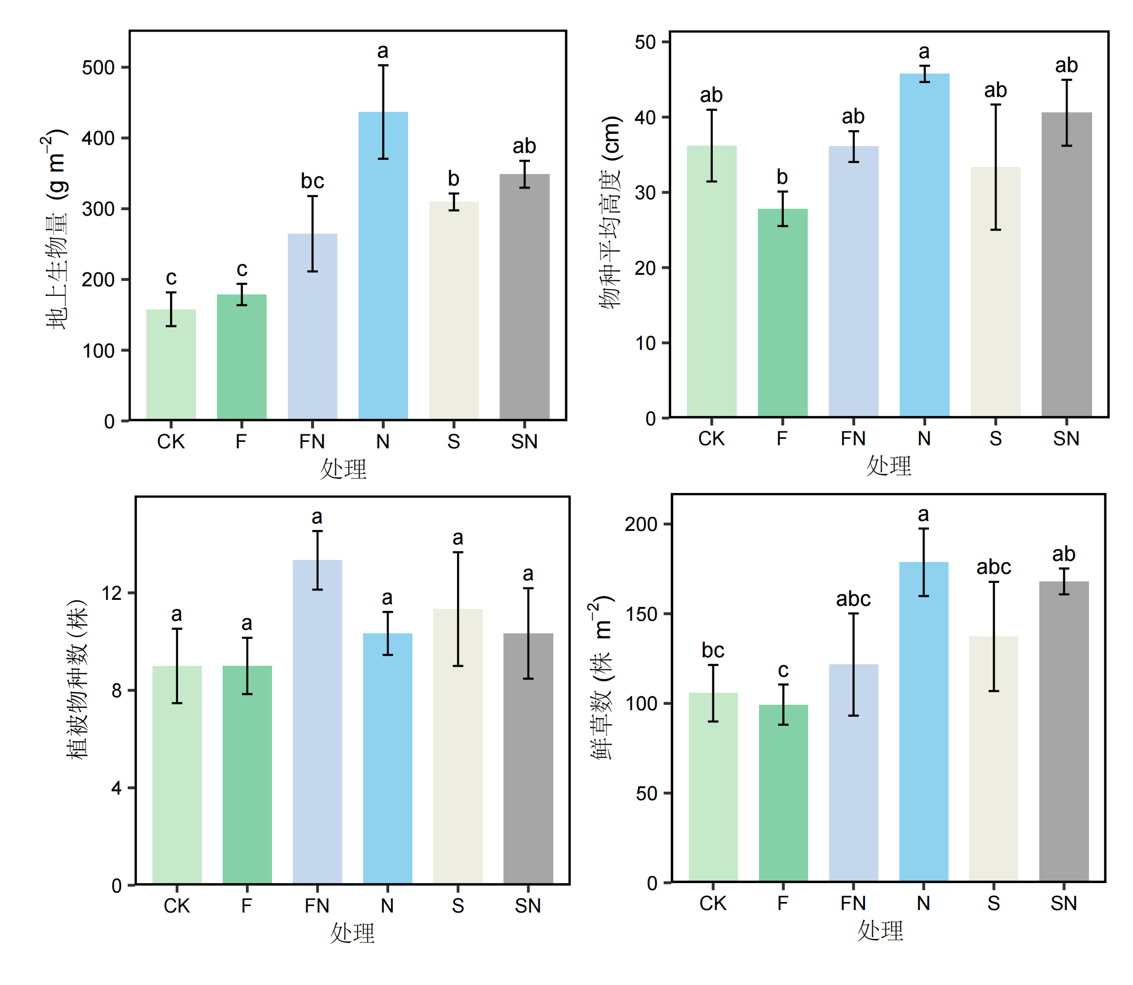 地上生物量 (g m⁻²)
500
400
300
200
100
0
c
c
bc
a
b
ab
CK F FN N S SN
处理
物种平均高度 (cm)
50
40
30
20
10
0
ab
b
ab
a
ab
ab
CK F FN N S SN
处理
植被物种数(株)
12
8
4
0
a
a
a
a
a
a
CK F FN N S SN
处理
鲜草数 (株 m⁻²)
200
150
100
50
0
bc
c
abc
a
abc
ab
CK F FN N S SN
处理